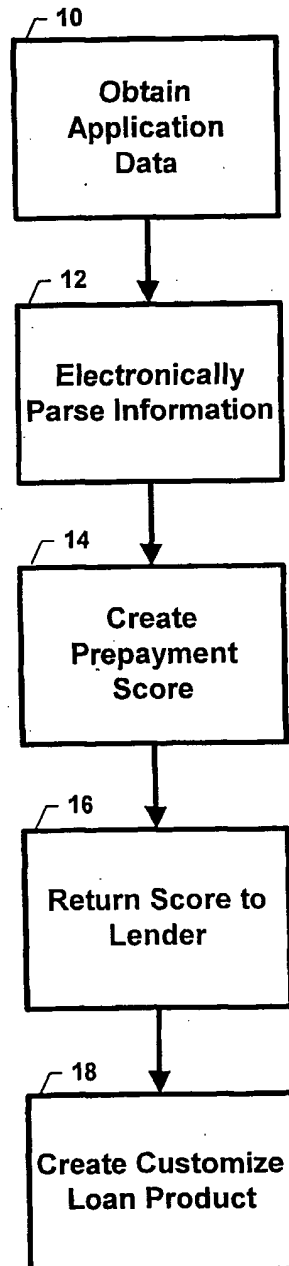 10
Obtain
Application
Data
12
Electronically
Parse Information
14
Create
Prepayment
Score
16
Return Score to
Lender
18
Create Customize
Loan Product